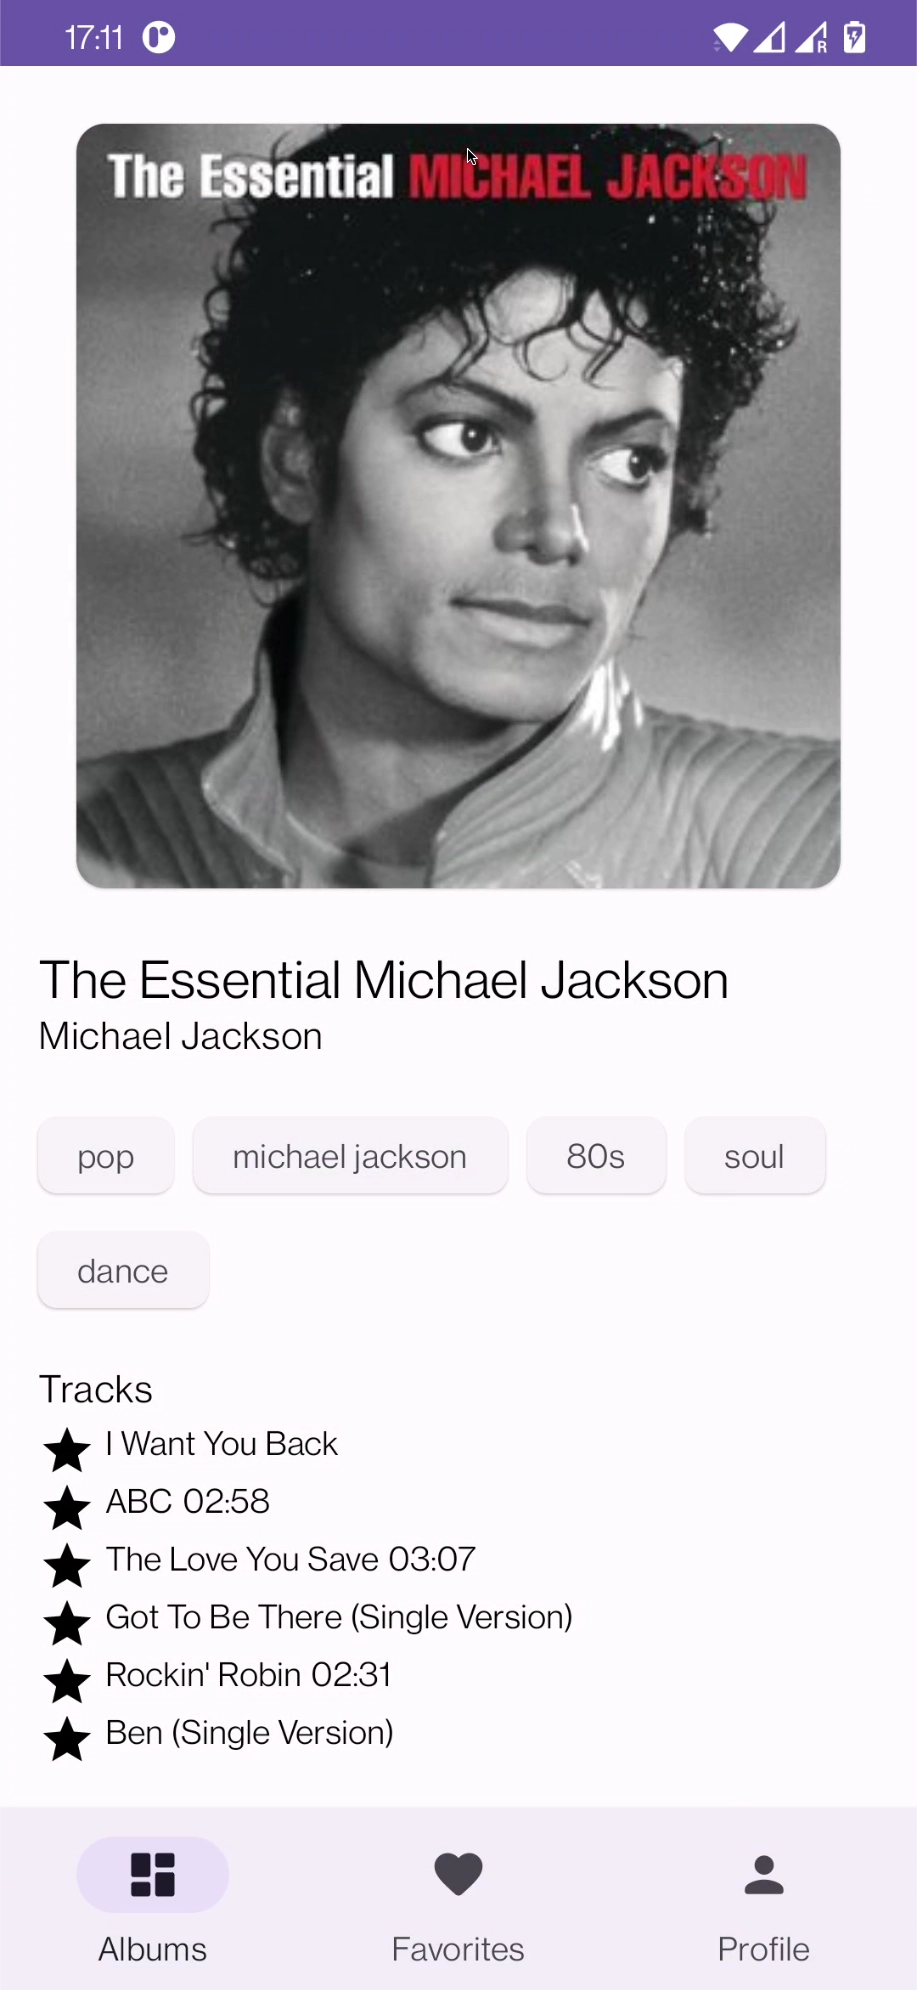 17:11
R
The Essential MICHAEL JACKSON
The Essential Michael Jackson
Michael Jackson
pop michael jackson 80s soul
dance
Tracks
I Want You Back
ABC 02:58
The Love You Save 03:07
Got To Be There (Single Version)
Rockin' Robin 02:31
Ben (Single Version)
Albums Favorites Profile